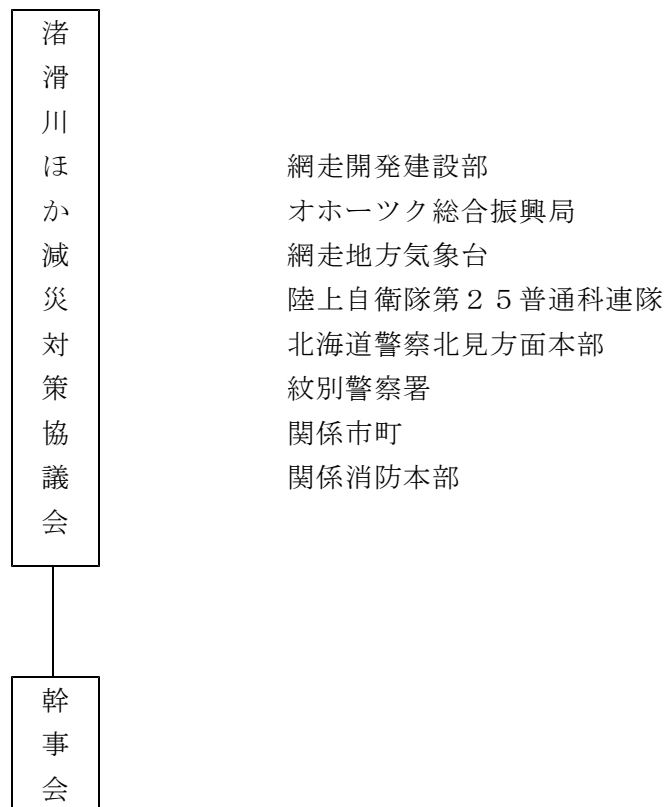 渚滑川ほか減災対策協議会
網走開発建設部
オホーツク総合振興局
網走地方気象台
陸上自衛隊第２５普通科連隊
北海道警察北見方面本部
紋別警察署
関係市町
関係消防本部
幹事会